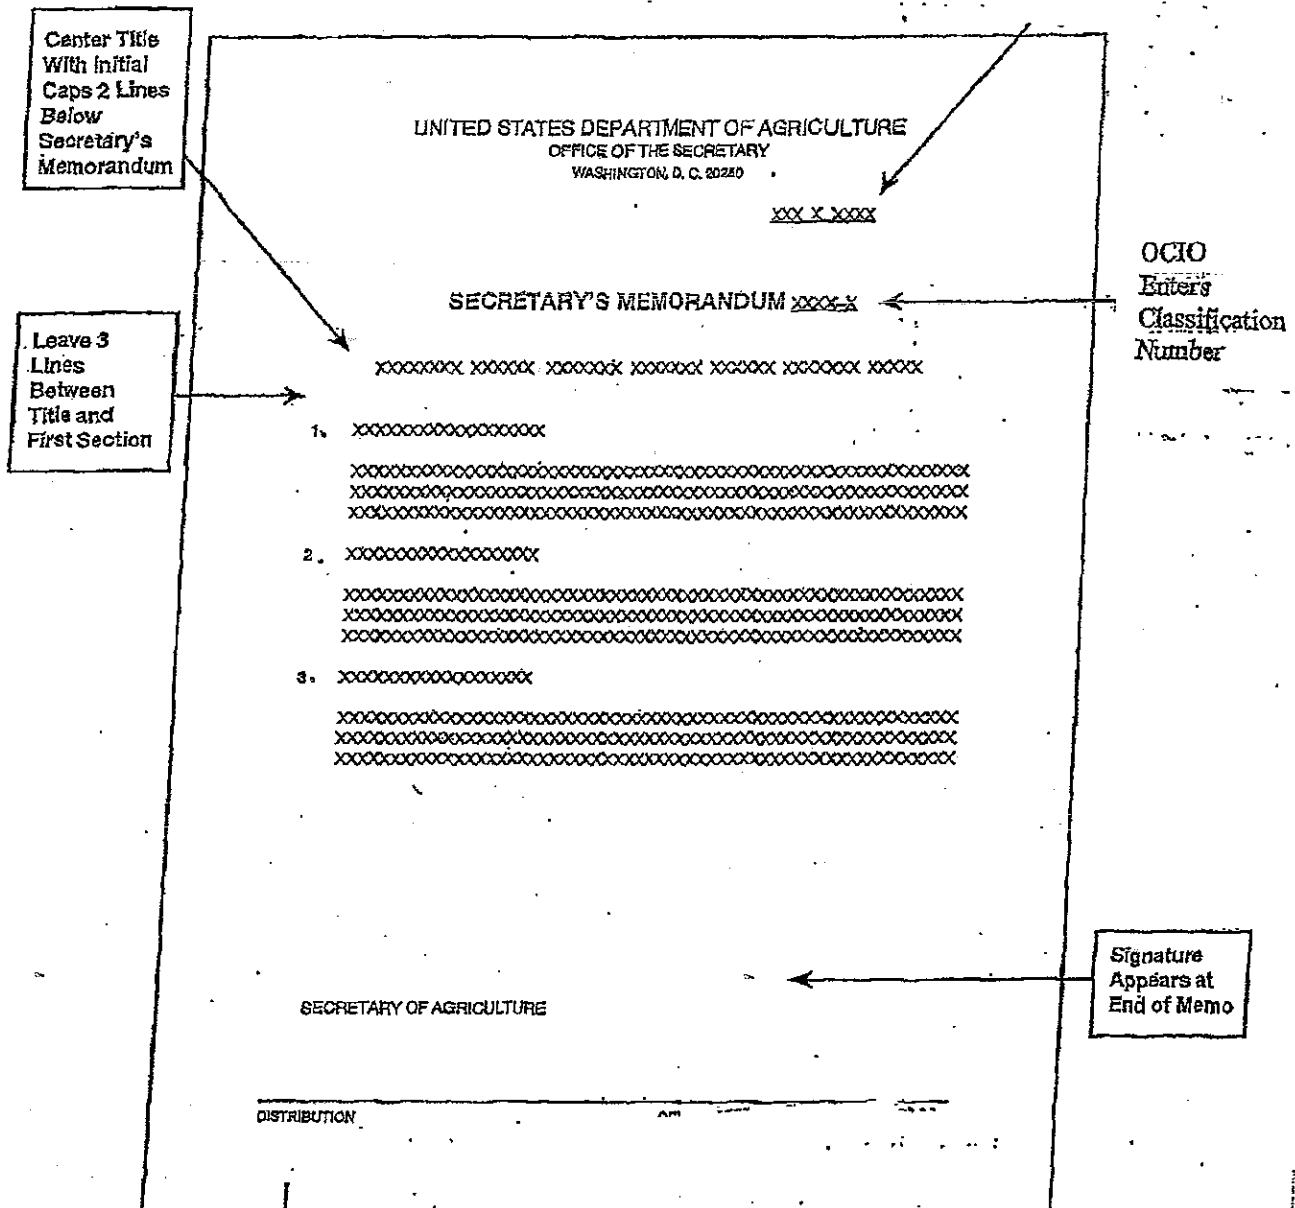 Center Title
With Initial
Caps 2 Lines
Below
Secretary's
Memorandum
UNITED STATES DEPARTMENT OF AGRICULTURE
OFFICE OF THE SECRETARY
WASHINGTON, D. C. 20250
XXX X XXXX
SECRETARY'S MEMORANDUM XXXX-X
OCIO
Enters
Classification
Number
Leave 3
Lines
Between
Title and
First Section
XXXXXXXX XXXXXX XXXXXXX XXXXXXX XXXXXX XXXXXXX XXXXX
1. XXXXXXXXXXXXXXXXXX
2. XXXXXXXXXXXXXXXXXX
3. XXXXXXXXXXXXXXXXXX
Signature
Appears at
End of Memo
SECRETARY OF AGRICULTURE
DISTRIBUTION